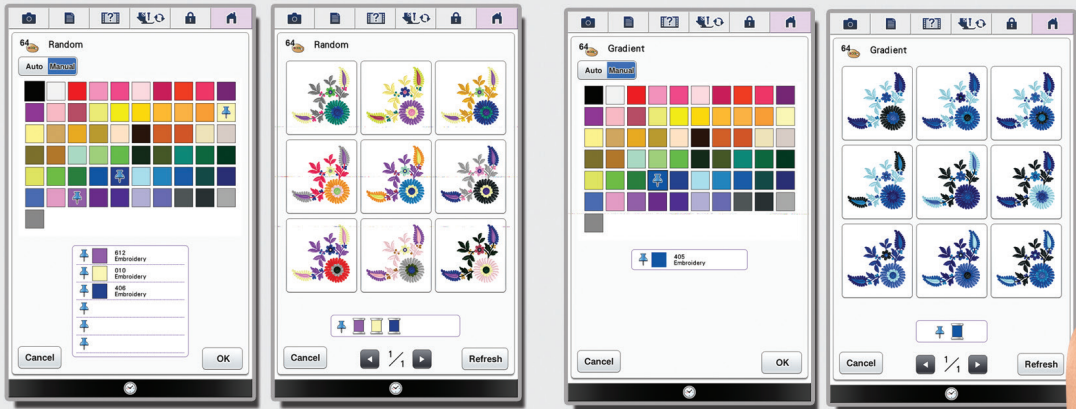 64
Random
Auto Manual
612
Embroidery
010
Embroidery
406
Embroidery
Cancel
OK
64
Random
Cancel
1/1
Refresh
64
Gradient
Auto Manual
405
Embroidery
Cancel
OK
64
Gradient
Cancel
1/1
Refresh